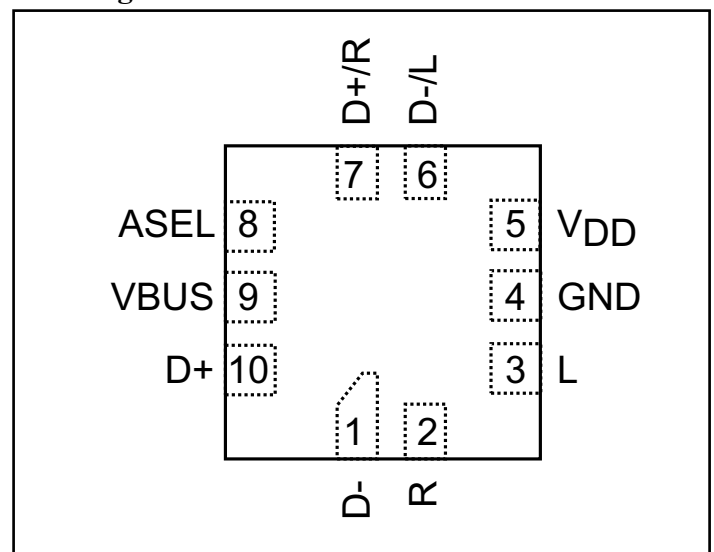 D+/R
D-/L
7
6
ASEL 8
5 VDD
VBUS 9
4 GND
D+ 10
3 L
1
2
D-
R